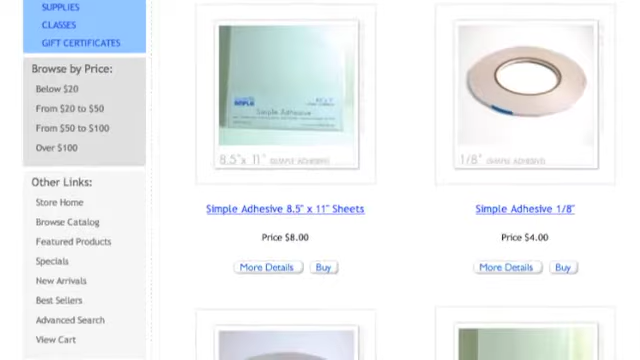 SUPPLIES
CLASSES
GIFT CERTIFICATES
Browse by Price:
Below $20
From $20 to $50
From $50 to $100
Over $100
Other Links:
Store Home
Browse Catalog
Featured Products
Specials
New Arrivals
Best Sellers
Advanced Search
View Cart
Simple Adhesive
8.5" x 11" (SIMPLE ADHESIVE)
1/8" (SIMPLE ADHESIVE)
Simple Adhesive 8.5" x 11" Sheets
Simple Adhesive 1/8"
Price $8.00
Price $4.00
More Details
Buy
More Details
Buy